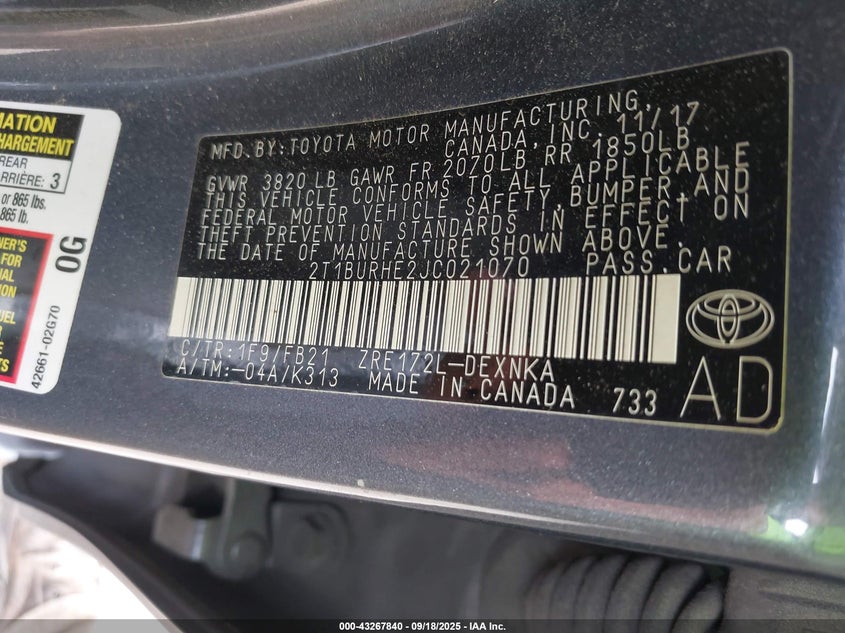 MFD.BY:TOYOTA MOTOR MANUFACTURING,
CANADA, INC. 11/17
GVWR 3820 LB GAWR FR 2070LB RR 1850LB
THIS VEHICLE CONFORMS TO ALL APPLICABLE
FEDERAL MOTOR VEHICLE SAFETY,BUMPER,AND
THEFT PREVENTION STANDARDS IN EFFECT ON
THE DATE OF MANUFACTURE SHOWN ABOVE.
2T1BURHE2JC021070 PASS.CAR
C/TR:1F9/FB21 ZRE172L-DEXNKA
A/TM:-04A/K313 MADE IN CANADA 733
AD
MATION
CHARGEMENT
REAR
ARRIÈRE: 3
or 865 lbs.
865 lb.
OG
42661-02G70
000-43267840 - 09/18/2025 - IAA Inc.